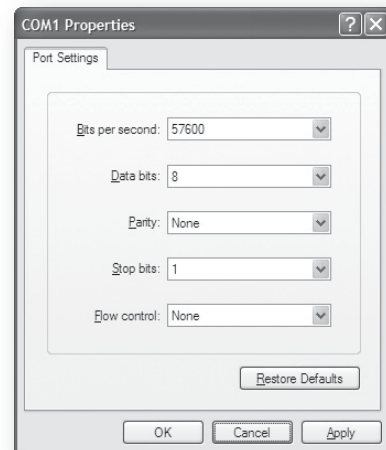 COM1 Properties
Port Settings
Bits per second: 57600
Data bits: 8
Parity: None
Stop bits: 1
Flow control: None
Restore Defaults
OK Cancel Apply